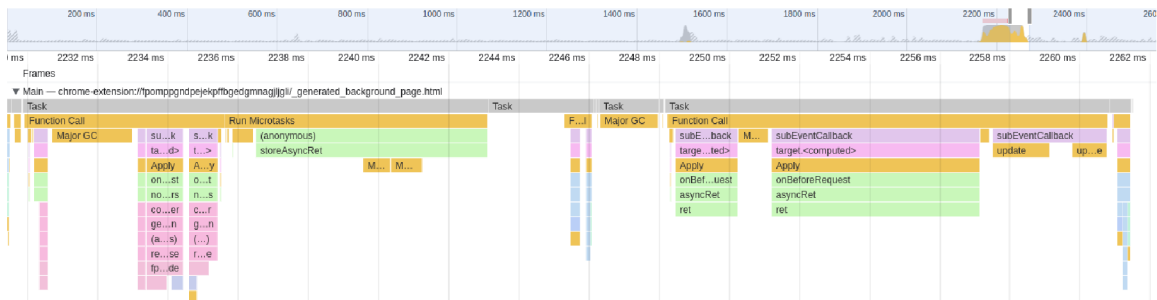 200 ms 400 ms 600 ms 800 ms 1000 ms 1200 ms 1400 ms 1600 ms 1800 ms 2000 ms 2200 ms 2400 ms 260
ms 2232 ms 2234 ms 2236 ms 2238 ms 2240 ms 2242 ms 2244 ms 2246 ms 2248 ms 2250 ms 2252 ms 2254 ms 2256 ms 2258 ms 2260 ms 2262 ms
Frames
▼ Main — chrome-extension://fpomppgndpejekpffbgedgmnagjljgli/_generated_background_page.html
Task Task Task Task
Function Call Run Microtasks F...l Major GC Function Call
Major GC su...k s...k (anonymous) subE...back M... subEventCallback subEventCallback
ta...d> t...> storeAsyncRet targe...ted> target.<computed> update up...e
Apply A...y M... M... Apply Apply
on...st o...t onBef...uest onBeforeRequest
no...rs n...s asyncRet asyncRet
co...er c...r ret ret
ge...n g...n
(a...s) (...)
re...se r...e
fp...de